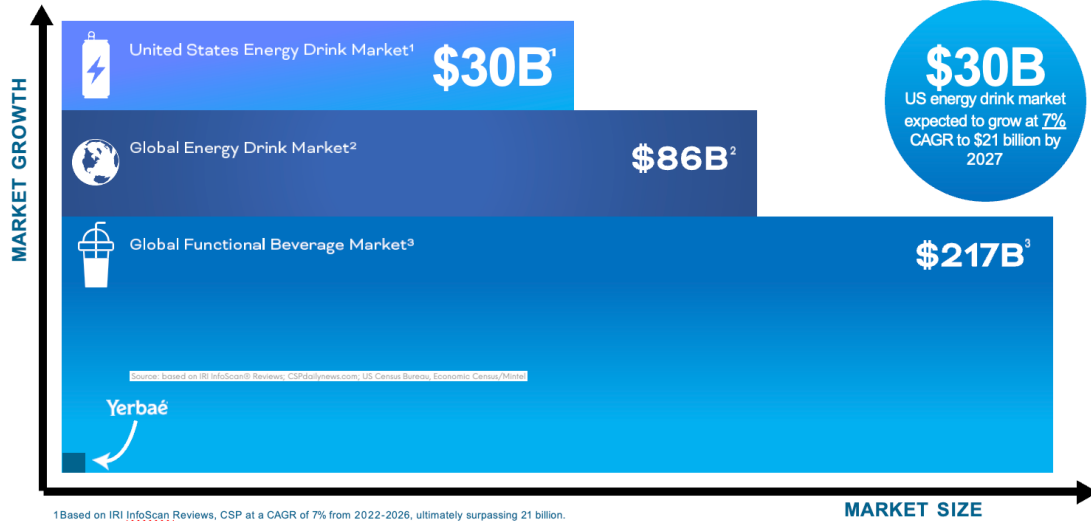 MARKET GROWTH
United States Energy Drink Market¹
$30B¹
Global Energy Drink Market²
$86B²
Global Functional Beverage Market³
$217B³
$30B
US energy drink market
expected to grow at 7%
CAGR to $21 billion by
2027
Source: based on IRI InfoScan® Reviews; CSPdailynews.com; US Census Bureau, Economic Census/Mintel
Yerbaé
MARKET SIZE
1Based on IRI InfoScan Reviews, CSP at a CAGR of 7% from 2022-2026, ultimately surpassing 21 billion.